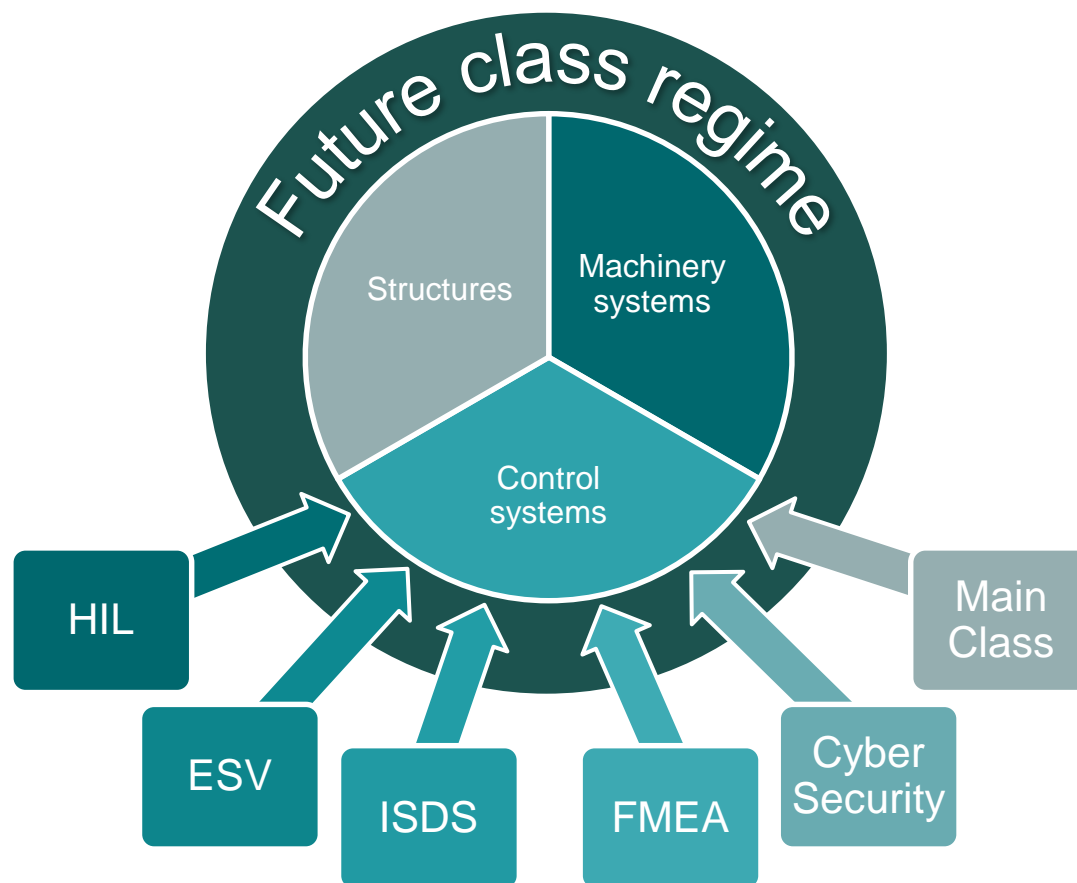 Future class regime
Structures
Machinery
systems
Control
systems
HIL
ESV
ISDS
FMEA
Cyber
Security
Main
Class